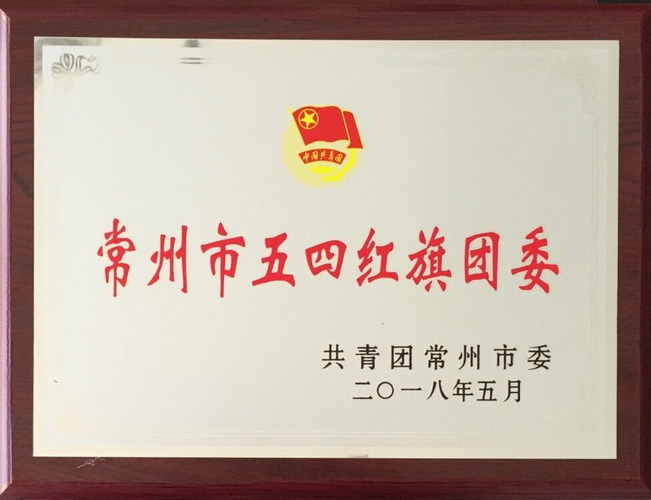 中国共青团
常州市五四红旗团委
共青团常州市委
二〇一八年五月